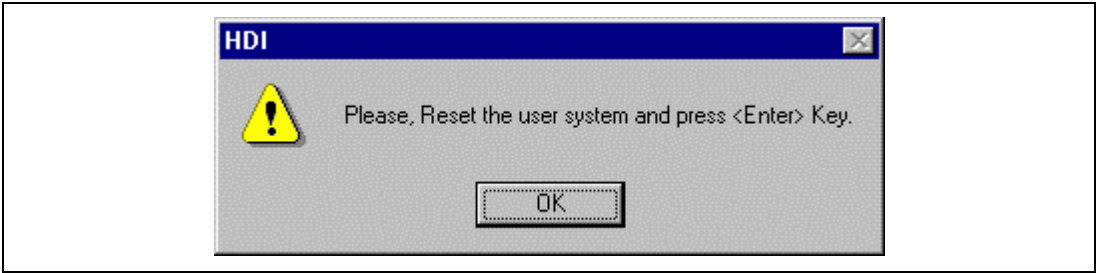 HDI
Please, Reset the user system and press <Enter> Key.
OK